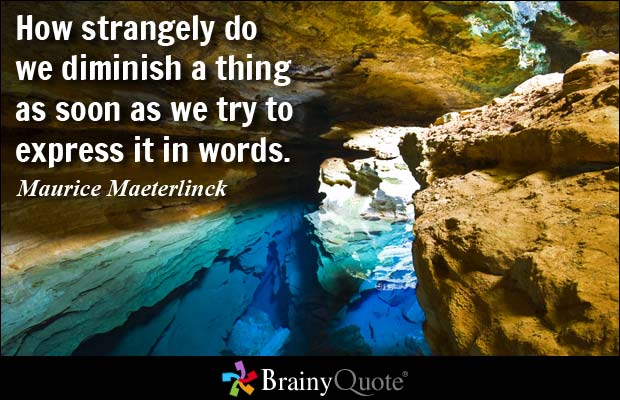 How strangely do
we diminish a thing
as soon as we try to
express it in words.
Maurice Maeterlinck
BrainyQuote®